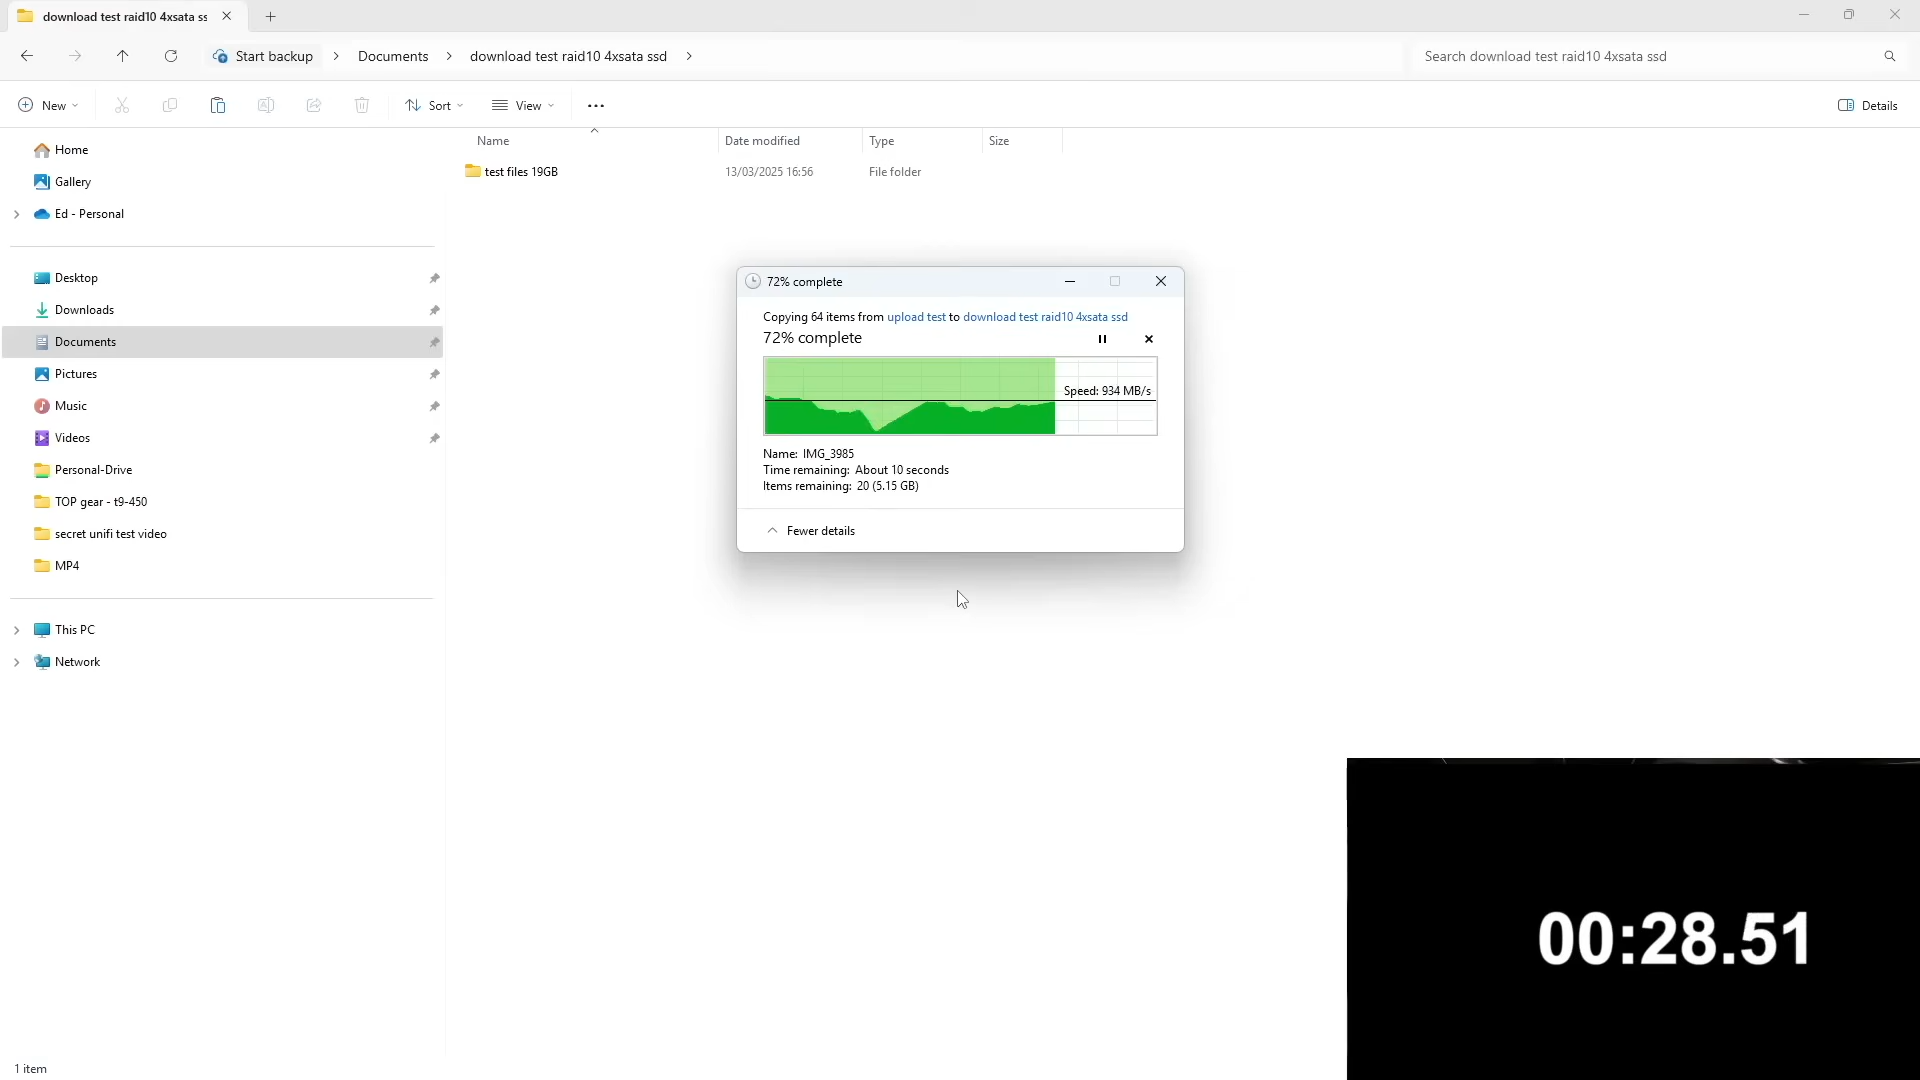 download test raid10 4xsata ss
Start backup > Documents > download test raid10 4xsata ssd >
Search download test raid10 4xsata ssd
New
Sort
View
Details
Home
Gallery
Ed - Personal
Desktop
Downloads
Documents
Pictures
Music
Videos
Personal-Drive
TOP gear - t9-450
secret unifi test video
MP4
This PC
Network
Name Date modified Type Size
test files 19GB 13/03/2025 16:56 File folder
72% complete
Copying 64 items from upload test to download test raid10 4xsata ssd
72% complete
Speed: 934 MB/s
Name: IMG_3985
Time remaining: About 10 seconds
Items remaining: 20 (5.15 GB)
Fewer details
00:28.51
1 item